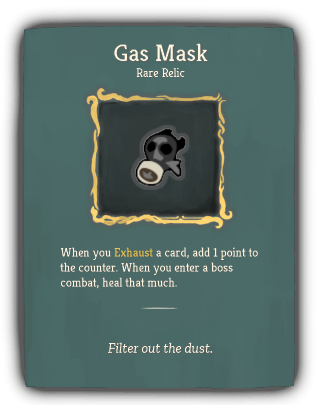 Gas Mask
Rare Relic
When you Exhaust a card, add 1 point to
the counter. When you enter a boss
combat, heal that much.
Filter out the dust.